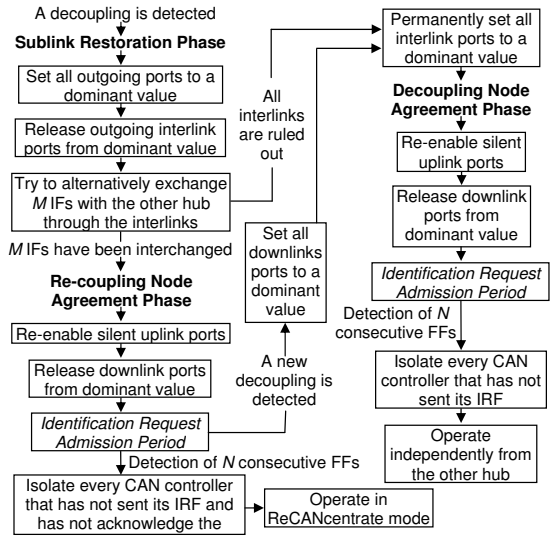 A decoupling is detected
Sublink Restoration Phase
Set all outgoing ports to a
dominant value
Release outgoing interlink
ports from dominant value
Try to alternatively exchange
M IFs with the other hub
through the interlinks
M IFs have been interchanged
Re-coupling Node
Agreement Phase
Re-enable silent uplink ports
Release downlink ports
from dominant value
Identification Request
Admission Period
Detection of N consecutive FFs
Isolate every CAN controller
that has not sent its IRF and
has not acknowledge the
Operate in
ReCANcentrate mode
All
interlinks
are ruled
out
Set all
downlinks
ports to a
dominant
value
A new
decoupling is
detected
Permanently set all
interlink ports to a
dominant value
Decoupling Node
Agreement Phase
Re-enable silent
uplink ports
Release downlink
ports from
dominant value
Identification Request
Admission Period
Detection of N
consecutive FFs
Isolate every CAN
controller that has not
sent its IRF
Operate
independently from
the other hub